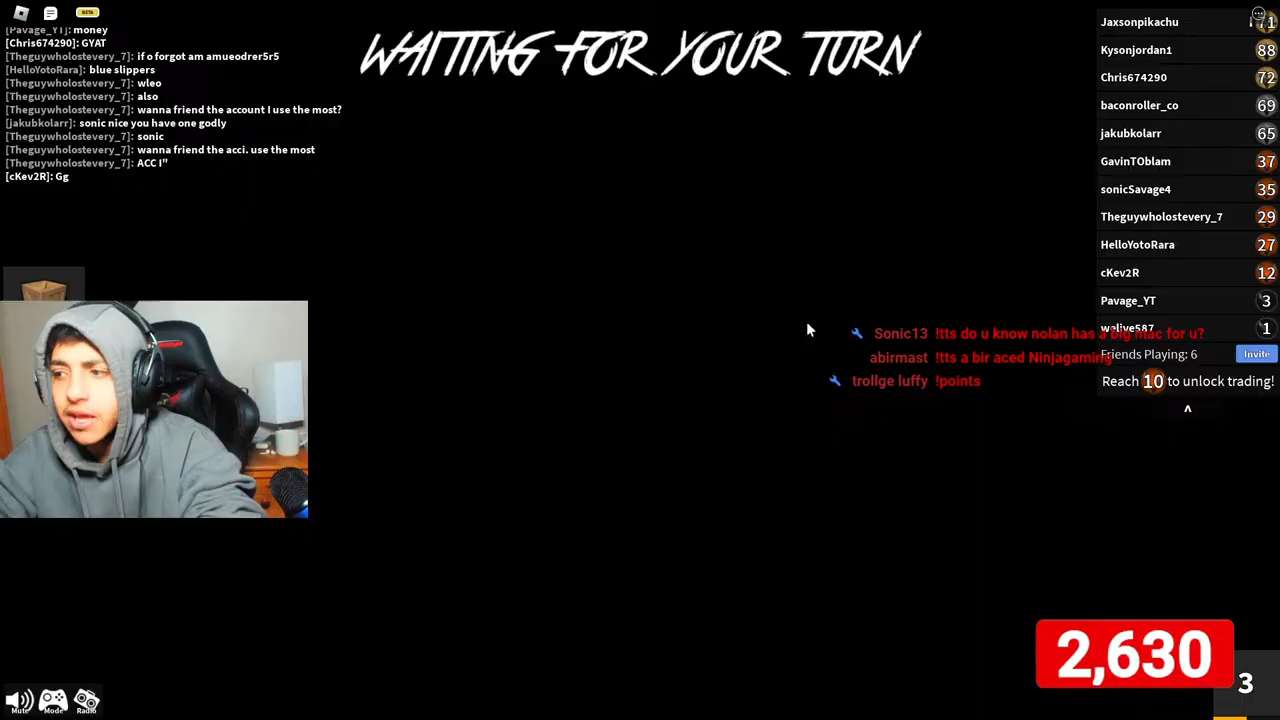 BETA
[Pavage_YT]: money
[Chris674290]: GYAT
[Theguywholostevery_7]: if o forgot am amueodrer5r5
[HelloYotoRara]: blue slippers
[Theguywholostevery_7]: wleo
[Theguywholostevery_7]: also
[Theguywholostevery_7]: wanna friend the account I use the most?
[jakubkolarr]: sonic nice you have one godly
[Theguywholostevery_7]: sonic
[Theguywholostevery_7]: wanna friend the acci. use the most
[Theguywholostevery_7]: ACC I"
[cKev2R]: Gg
WAITING FOR YOUR TURN
Jaxsonpikachu 71
Kysonjordan1 88
Chris674290 72
baconroller_co 69
jakubkolarr 65
GavinTOblam 37
sonicSavage4 35
Theguywholostevery_7 29
HelloYotoRara 27
cKev2R 12
Pavage_YT 3
1
Friends Playing: 6 Invite
Reach 10 to unlock trading!
Sonic13 !tts do u know nolan has a big mac for u?
abirmast !tts a bir aced Ninjagaming
trollge luffy !points
2,630
3
Mute Mode Radio